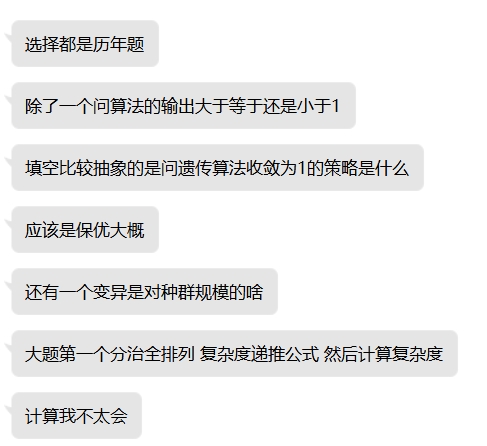 选择都是历年题
除了一个问算法的输出大于等于还是小于1
填空比较抽象的是问遗传算法收敛为1的策略是什么
应该是保优大概
还有一个变异是对种群规模的啥
大题第一个分治全排列 复杂度递推公式 然后计算复杂度
计算我不太会